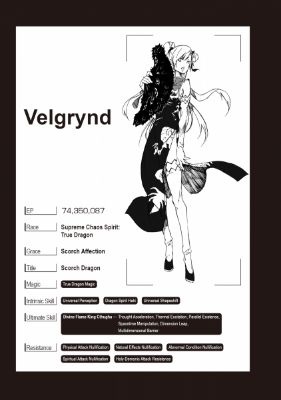 Velgrynd
EP 74,350,087
Race Supreme Chaos Spirit:
True Dragon
Grace Scorch Affection
Title Scorch Dragon
Magic True Dragon Magic
Intrinsic Skill Universal Perception Dragon Spirit Haki Universal Shapeshift
Ultimate Skill Divine Flame King Cthugha — Thought Acceleration, Thermal Excitation, Parallel Existence,
Spacetime Manipulation, Dimension Leap,
Multidimensional Barrier
Resistance Physical Attack Nullification Natural Effects Nullification Abnormal Condition Nullification
Spiritual Attack Nullification Holy-Demonic Attack Resistance